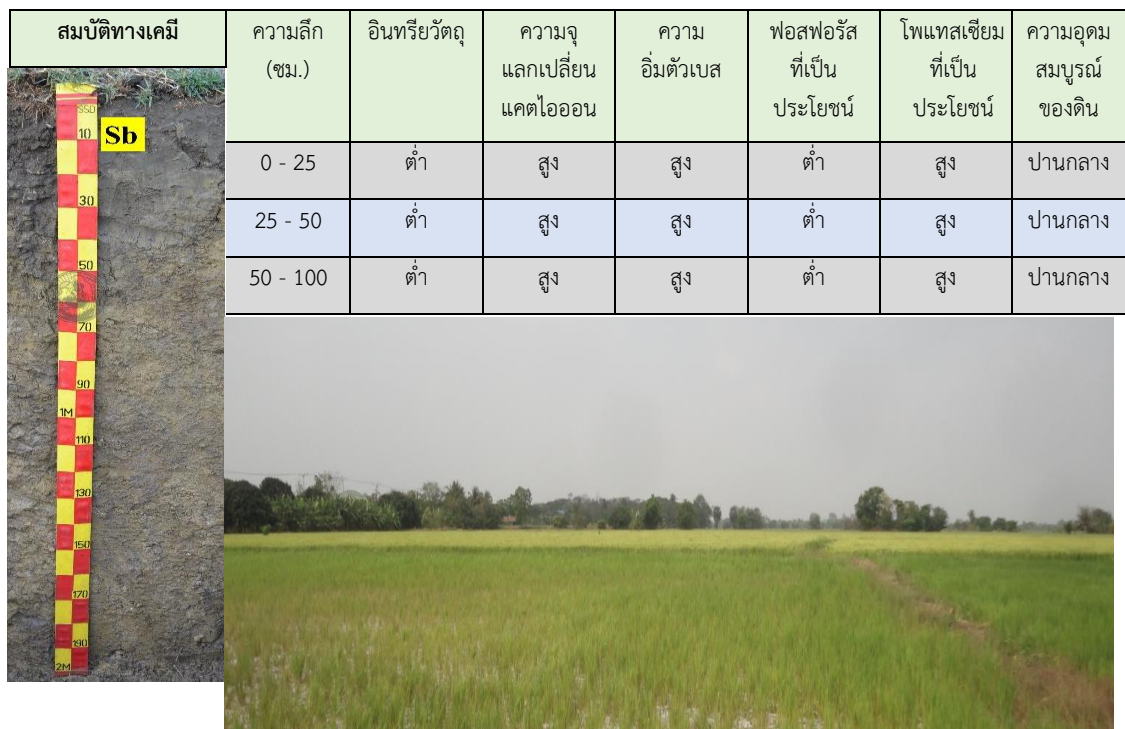 สมบัติทางเคมี
ความลึก
(ซม.)
อินทรียวัตถุ
ความจุ
แลกเปลี่ยน
แคตไอออน
ความ
อิ่มตัวเบส
ฟอสฟอรัส
ที่เป็น
ประโยชน์
โพแทสเซียม
ที่เป็น
ประโยชน์
ความอุดม
สมบูรณ์
ของดิน
0 - 25 ต่ำ สูง สูง ต่ำ สูง ปานกลาง
25 - 50 ต่ำ สูง สูง ต่ำ สูง ปานกลาง
50 - 100 ต่ำ สูง สูง ต่ำ สูง ปานกลาง
SSD
10
Sb
30
50
70
90
1M
110
130
150
170
190
2M